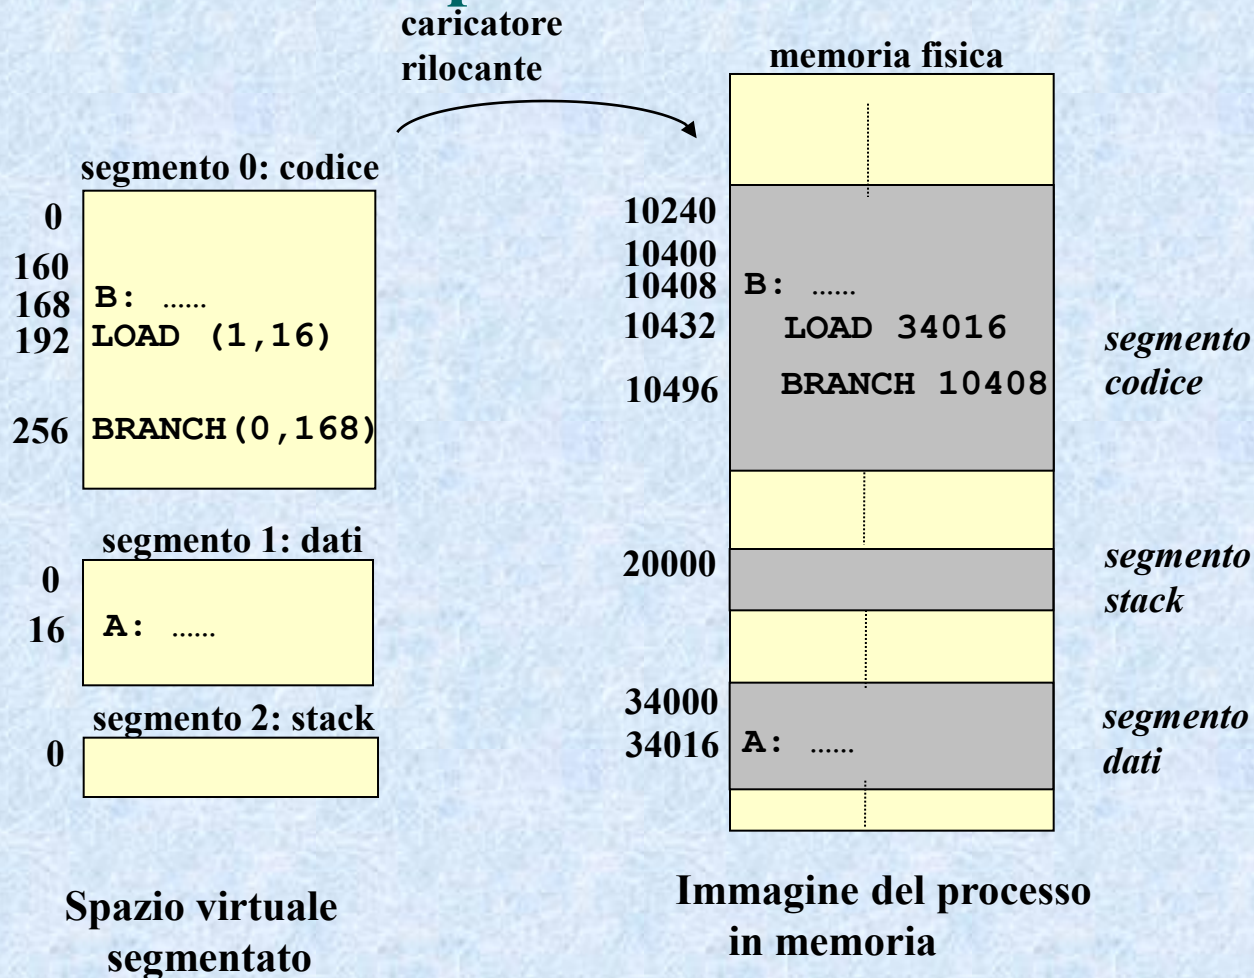 caricatore
rilocante
segmento 0: codice
0
160
168 B: ......
192 LOAD (1,16)
256 BRANCH(0,168)
segmento 1: dati
0
16 A: ......
segmento 2: stack
0
Spazio virtuale
segmentato
memoria fisica
10240
10400
10408 B: ......
10432 LOAD 34016
10496 BRANCH 10408
segmento
codice
20000
segmento
stack
34000
34016 A: ......
segmento
dati
Immagine del processo
in memoria